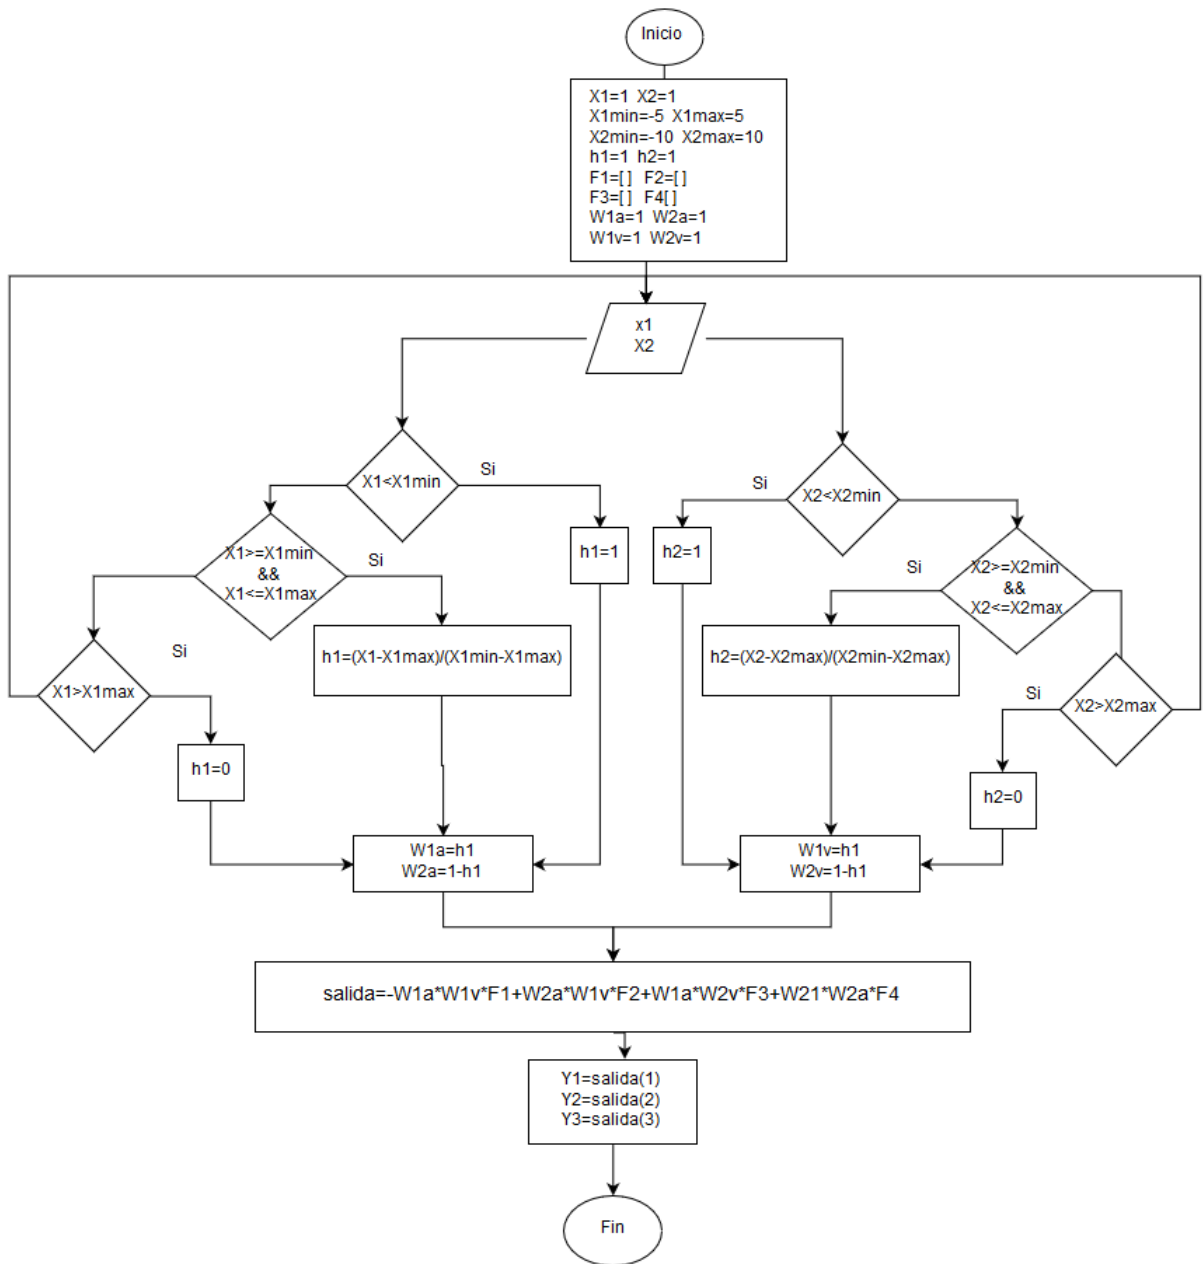 Inicio
X1=1 X2=1
X1min=-5 X1max=5
X2min=-10 X2max=10
h1=1 h2=1
F1=[] F2=[]
F3=[] F4[]
W1a=1 W2a=1
W1v=1 W2v=1
x1
X2
X1<X1min
Si
X2<X2min
Si
h1=1
h2=1
X1>=X1min
&&
X1<=X1max
Si
X2>=X2min
&&
X2<=X2max
Si
h1=(X1-X1max)/(X1min-X1max)
h2=(X2-X2max)/(X2min-X2max)
X1>X1max
Si
X2>X2max
Si
h1=0
h2=0
W1a=h1
W2a=1-h1
W1v=h1
W2v=1-h1
salida=-W1a*W1v*F1+W2a*W1v*F2+W1a*W2v*F3+W21*W2a*F4
Y1=salida(1)
Y2=salida(2)
Y3=salida(3)
Fin